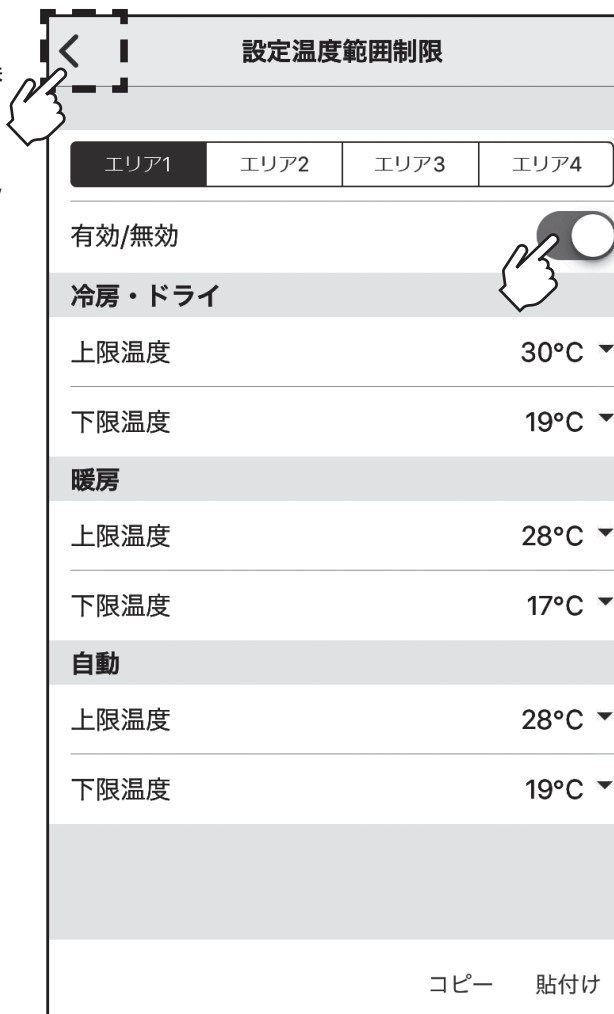 設定温度範囲制限
エリア1 エリア2 エリア3 エリア4
有効/無効
冷房・ドライ
上限温度 30°C
下限温度 19°C
暖房
上限温度 28°C
下限温度 17°C
自動
上限温度 28°C
下限温度 19°C
コピー 貼付け